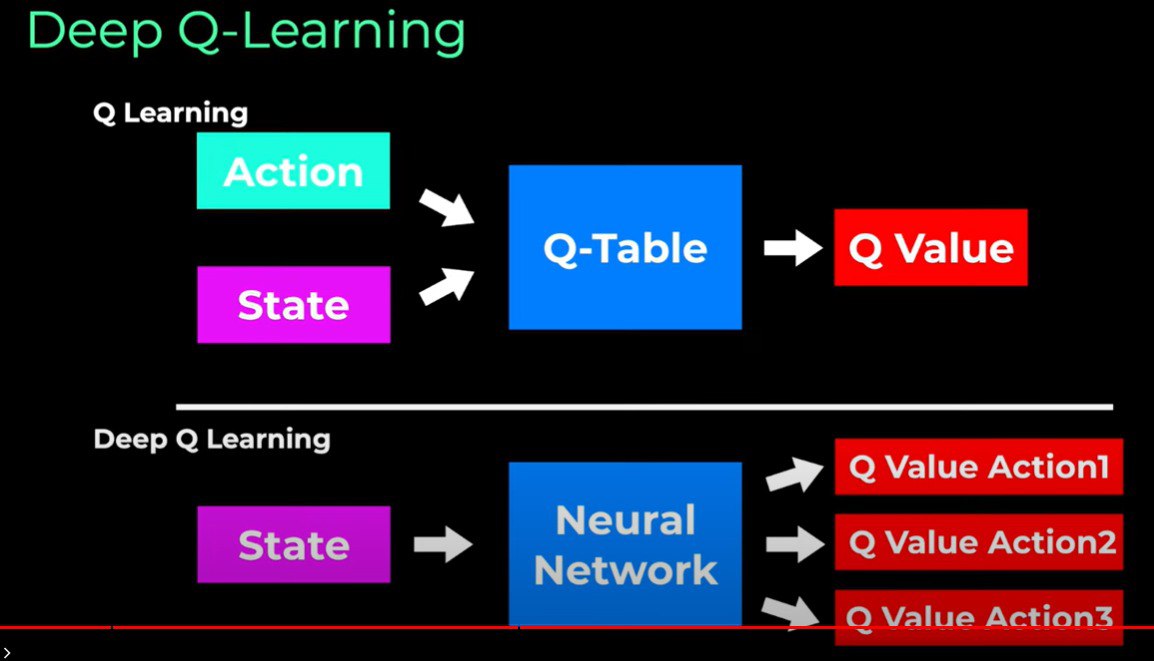 Deep Q-Learning
Q Learning
Action
State
Q-Table
Q Value
Deep Q Learning
State
Neural
Network
Q Value Action1
Q Value Action2
Q Value Action3